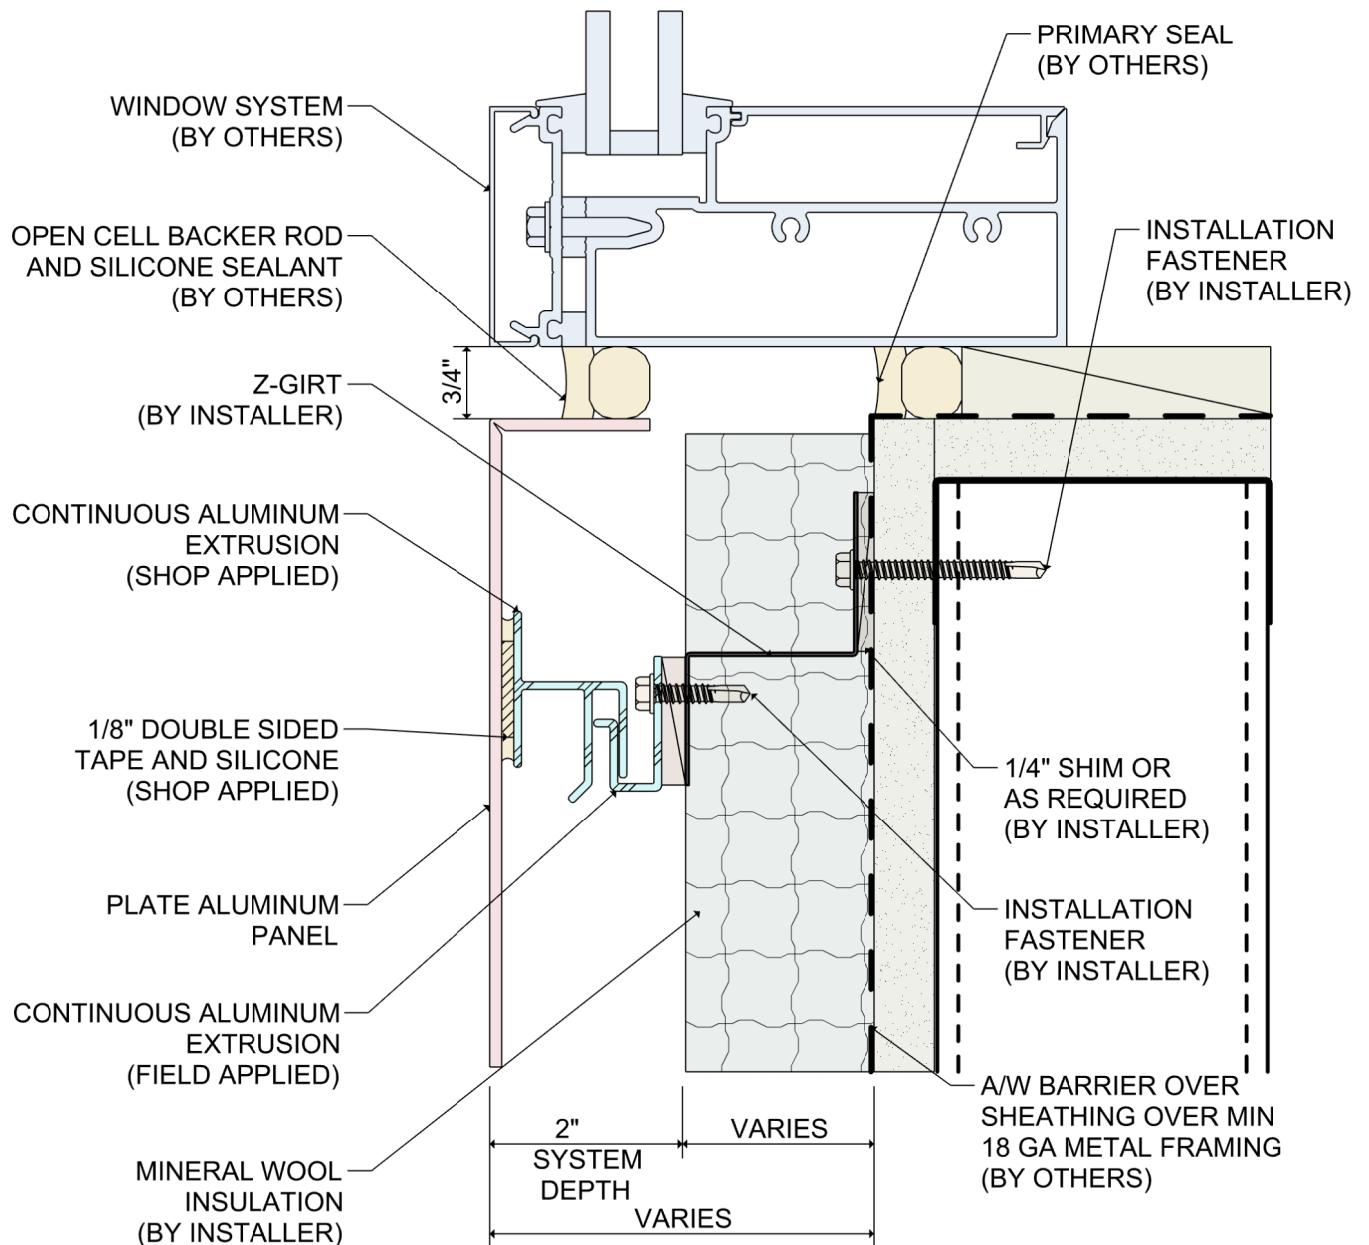 PRIMARY SEAL
(BY OTHERS)
WINDOW SYSTEM
(BY OTHERS)
OPEN CELL BACKER ROD
AND SILICONE SEALANT
(BY OTHERS)
INSTALLATION
FASTENER
(BY INSTALLER)
3/4"
Z-GIRT
(BY INSTALLER)
CONTINUOUS ALUMINUM
EXTRUSION
(SHOP APPLIED)
1/8" DOUBLE SIDED
TAPE AND SILICONE
(SHOP APPLIED)
1/4" SHIM OR
AS REQUIRED
(BY INSTALLER)
PLATE ALUMINUM
PANEL
INSTALLATION
FASTENER
(BY INSTALLER)
CONTINUOUS ALUMINUM
EXTRUSION
(FIELD APPLIED)
A/W BARRIER OVER
SHEATHING OVER MIN
18 GA METAL FRAMING
(BY OTHERS)
MINERAL WOOL
INSULATION
(BY INSTALLER)
2"
SYSTEM
DEPTH
VARIES
VARIES